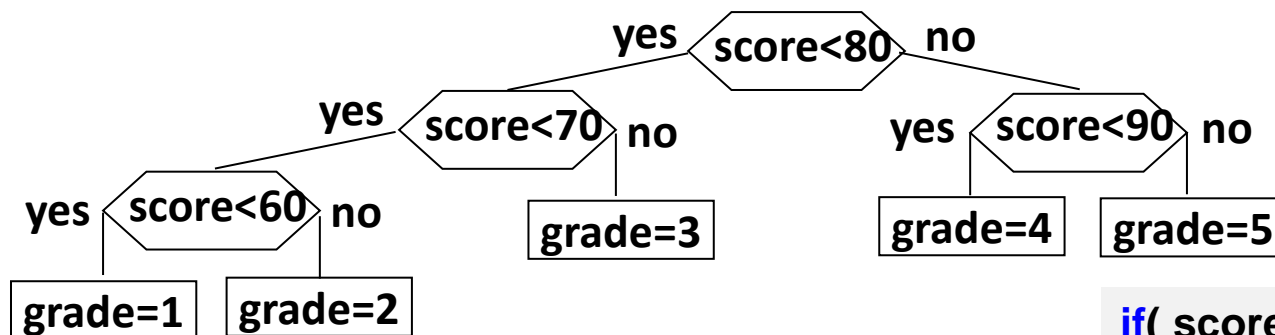 yes score<80 no
yes score<70 no yes score<90 no
yes score<60 no grade=3 grade=4 grade=5
grade=1 grade=2
if( score